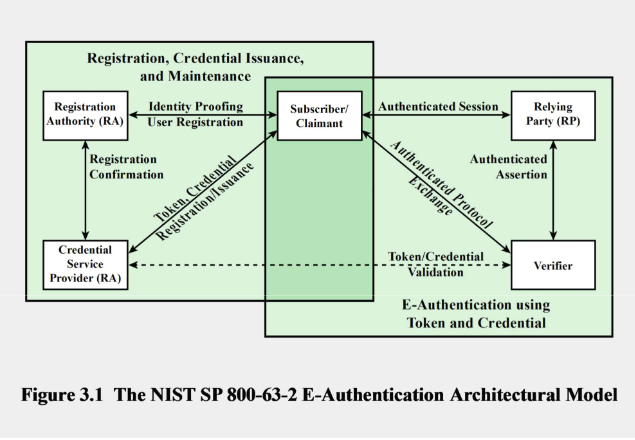 Registration, Credential Issuance,
and Maintenance
Registration
Authority (RA)
Identity Proofing
User Registration
Subscriber/
Claimant
Authenticated Session
Relying
Party (RP)
Registration
Confirmation
Token, Credential
Registration/Issuance
Authenticated Protocol
Exchange
Authenticated
Assertion
Credential
Service
Provider (RA)
Token/Credential
Validation
Verifier
E-Authentication using
Token and Credential
Figure 3.1 The NIST SP 800-63-2 E-Authentication Architectural Model